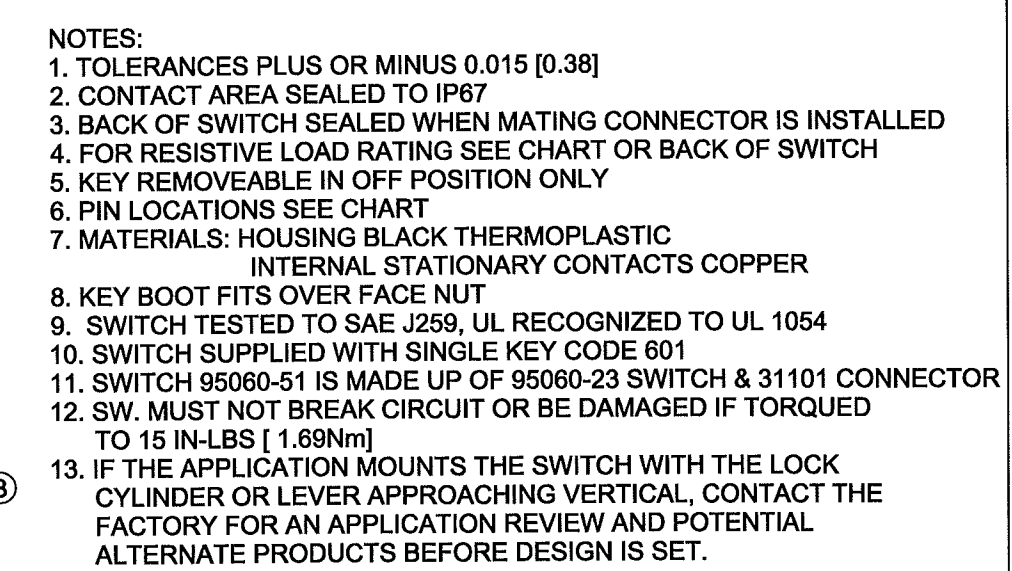 NOTES:
1. TOLERANCES PLUS OR MINUS 0.015 [0.38]
2. CONTACT AREA SEALED TO IP67
3. BACK OF SWITCH SEALED WHEN MATING CONNECTOR IS INSTALLED
4. FOR RESISTIVE LOAD RATING SEE CHART OR BACK OF SWITCH
5. KEY REMOVEABLE IN OFF POSITION ONLY
6. PIN LOCATIONS SEE CHART
7. MATERIALS: HOUSING BLACK THERMOPLASTIC
INTERNAL STATIONARY CONTACTS COPPER
8. KEY BOOT FITS OVER FACE NUT
9. SWITCH TESTED TO SAE J259, UL RECOGNIZED TO UL 1054
10. SWITCH SUPPLIED WITH SINGLE KEY CODE 601
11. SWITCH 95060-51 IS MADE UP OF 95060-23 SWITCH & 31101 CONNECTOR
12. SW. MUST NOT BREAK CIRCUIT OR BE DAMAGED IF TORQUED
TO 15 IN-LBS [ 1.69Nm]
13. IF THE APPLICATION MOUNTS THE SWITCH WITH THE LOCK
CYLINDER OR LEVER APPROACHING VERTICAL, CONTACT THE
FACTORY FOR AN APPLICATION REVIEW AND POTENTIAL
ALTERNATE PRODUCTS BEFORE DESIGN IS SET.